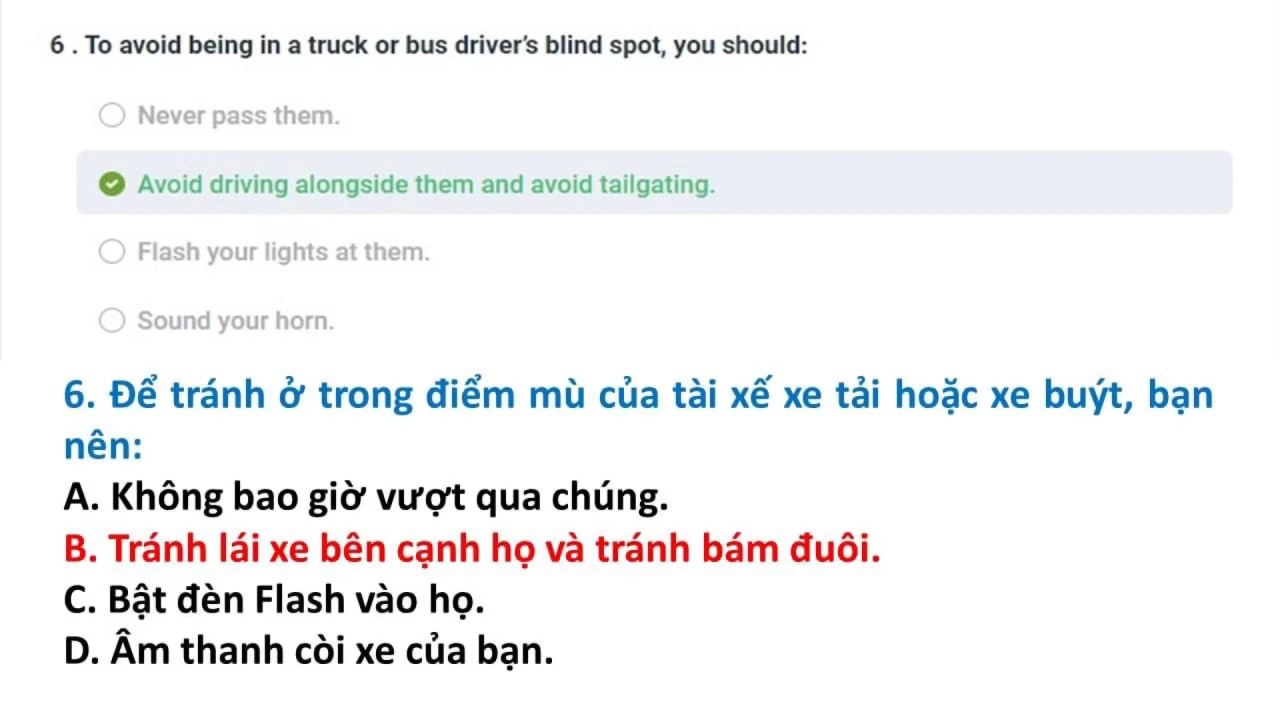 6 . To avoid being in a truck or bus driver's blind spot, you should:
Never pass them.
Avoid driving alongside them and avoid tailgating.
Flash your lights at them.
Sound your horn.
6. Để tránh ở trong điểm mù của tài xế xe tải hoặc xe buýt, bạn
nên:
A. Không bao giờ vượt qua chúng.
B. Tránh lái xe bên cạnh họ và tránh bám đuôi.
C. Bật đèn Flash vào họ.
D. Âm thanh còi xe của bạn.